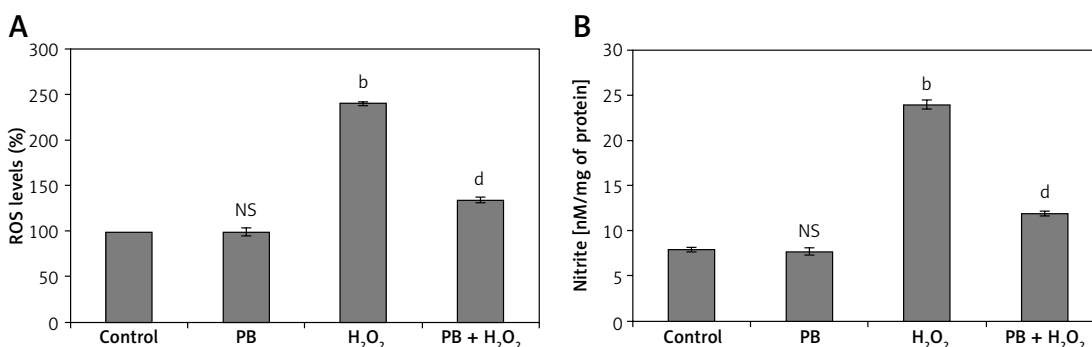 A
ROS levels (%)
300
250
200
150
100
50
0
NS
b
d
Control
PB
H₂O₂
PB + H₂O₂
B
Nitrite [nM/mg of protein]
30
25
20
15
10
5
0
NS
b
d
Control
PB
H₂O₂
PB + H₂O₂